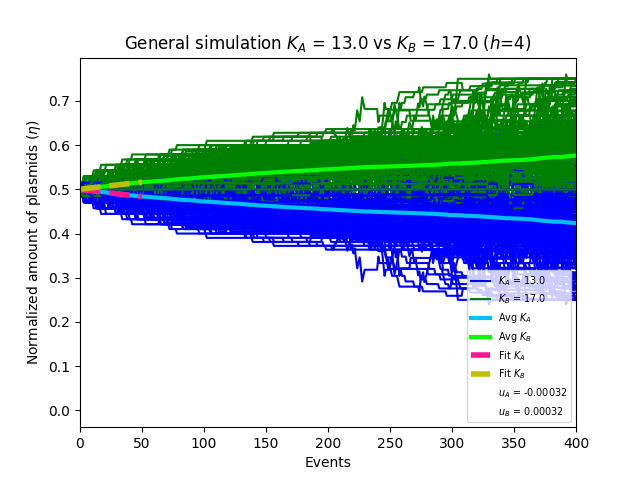 General simulation K_A = 13.0 vs K_B = 17.0 (h=4)
Normalized amount of plasmids (η)
0.7
0.6
0.5
0.4
0.3
0.2
0.1
0.0
K_A = 13.0
K_B = 17.0
Avg K_A
Avg K_B
Fit K_A
Fit K_B
u_A = -0.00032
u_B = 0.00032
0 50 100 150 200 250 300 350 400
Events